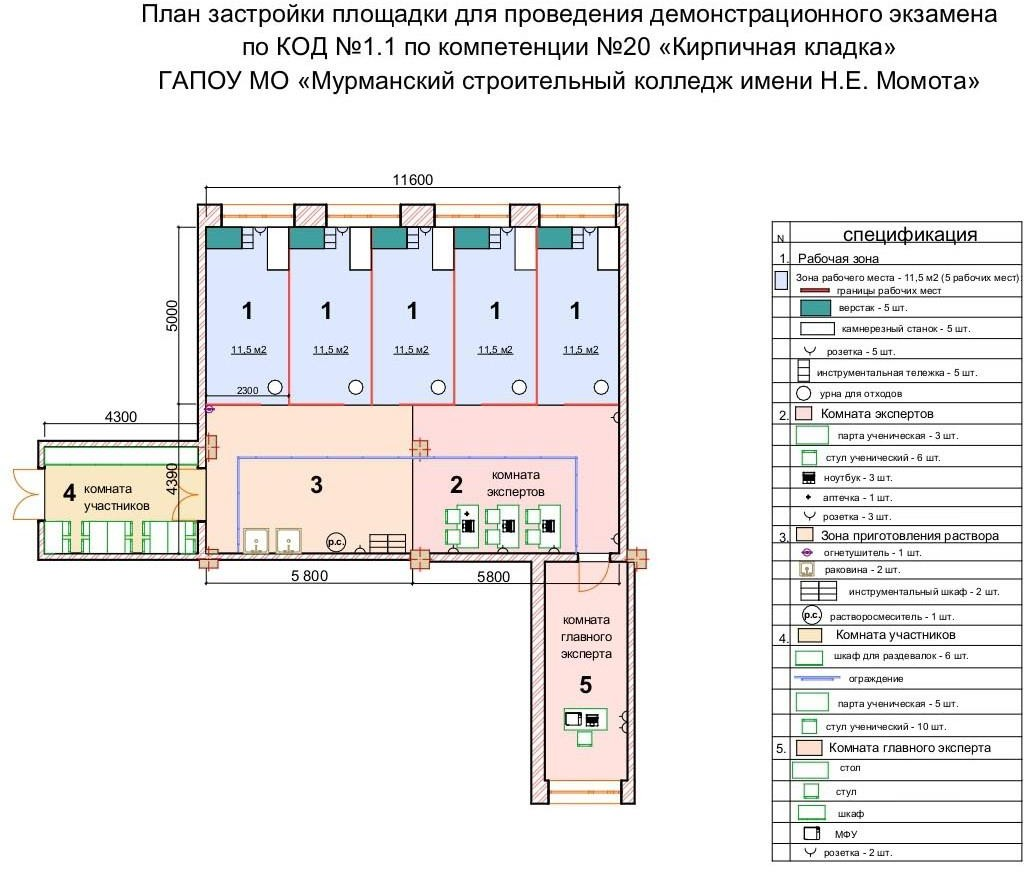 План застройки площадки для проведения демонстрационного экзамена
по КОД №1.1 по компетенции №20 «Кирпичная кладка»
ГАПОУ МО «Мурманский строительный колледж имени Н.Е. Момота»
11600
5000
1
1
1
1
1
11,5 м2
11,5 м2
11,5 м2
11,5 м2
11,5 м2
2300
4300
4390
4 комната
участников
3
2 комната
экспертов
р.с.
5 800
5800
комната
главного
эксперта
5
N спецификация
1. Рабочая зона
Зона рабочего места - 11,5 м2 (5 рабочих мест)
границы рабочих мест
верстак - 5 шт.
камнерезный станок - 5 шт.
розетка - 5 шт.
инструментальная тележка - 5 шт.
урна для отходов
2. Комната экспертов
парта ученическая - 3 шт.
стул ученический - 6 шт.
ноутбук - 3 шт.
аптечка - 1 шт.
розетка - 3 шт.
3. Зона приготовления раствора
огнетушитель - 1 шт.
раковина - 2 шт.
инструментальный шкаф - 2 шт.
р.с. растворосмеситель - 1 шт.
4. Комната участников
шкаф для раздевалок - 6 шт.
ограждение
парта ученическая - 5 шт.
стул ученический - 10 шт.
5. Комната главного эксперта
стол
стул
шкаф
МФУ
розетка - 2 шт.